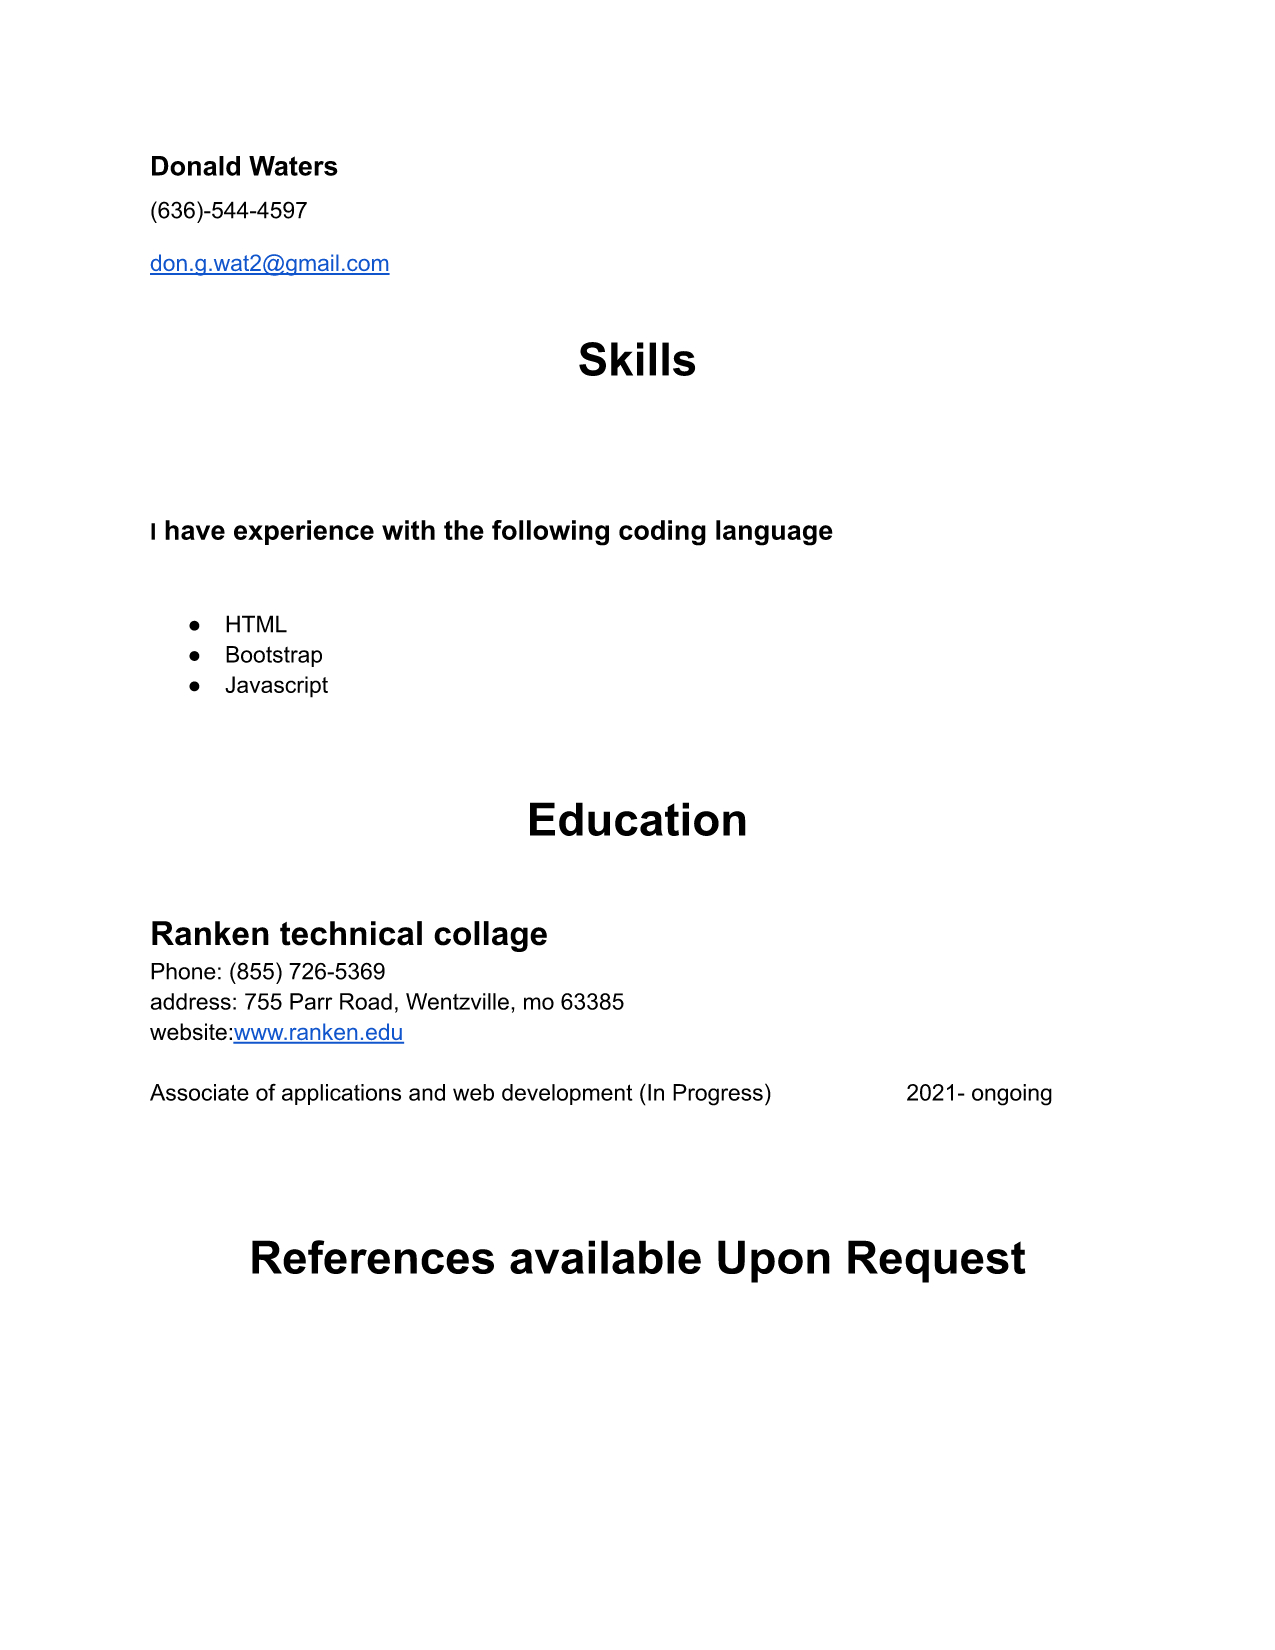 Donald Waters
(636)-544-4597
don.g.wat2@gmail.com
Skills
I have experience with the following coding language
● HTML
● Bootstrap
● Javascript
Education
Ranken technical collage
Phone: (855) 726-5369
address: 755 Parr Road, Wentzville, mo 63385
website:www.ranken.edu
Associate of applications and web development (In Progress) 2021- ongoing
References available Upon Request